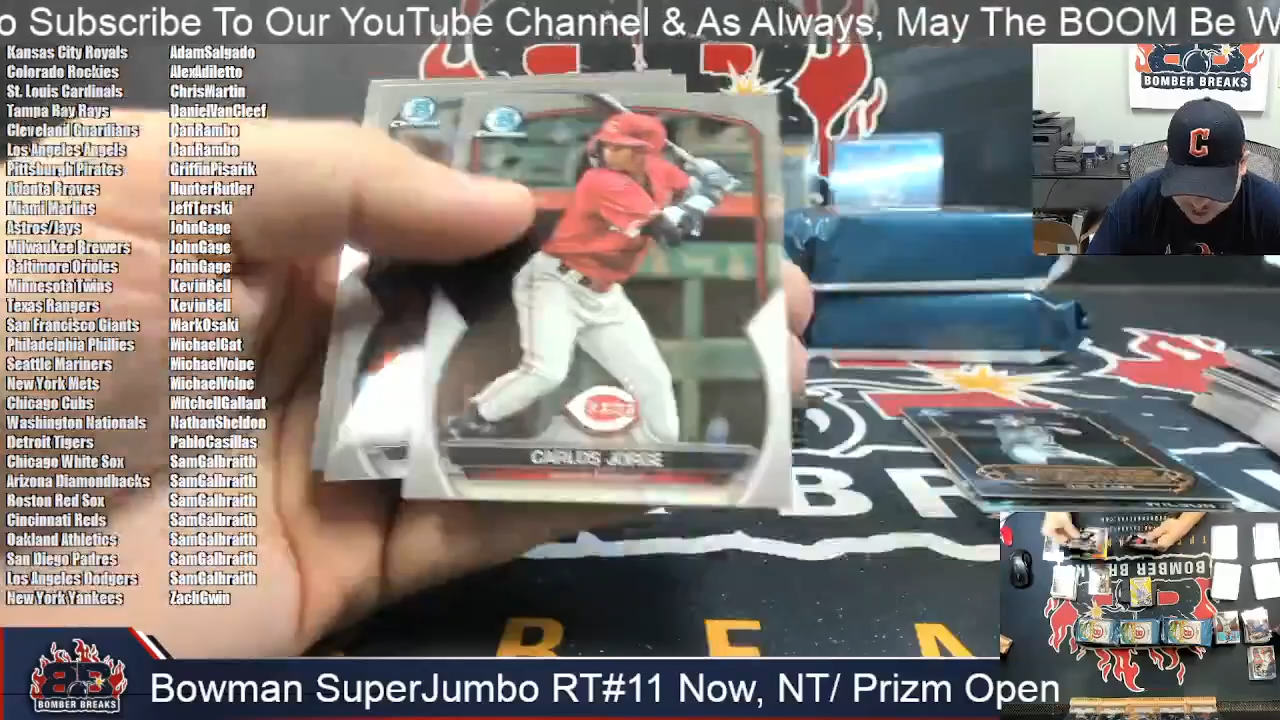 o Subscribe To Our YouTube Channel & As Always, May The BOOM Be W
Kansas City Royals AdamSalgado
Colorado Rockies AlexAdiletto
St. Louis Cardinals ChrisMartin
Tampa Bay Rays DanielVanCleef
Cleveland Guardians DanRambo
Los Angeles Angels DanRambo
Pittsburgh Pirates GriffinPisarik
Atlanta Braves HunterButler
Miami Marlins JeffTerski
Astros/Jays JohnGage
Milwaukee Brewers JohnGage
Baltimore Orioles JohnGage
Minnesota Twins KevinBell
Texas Rangers KevinBell
San Francisco Giants MarkOsaki
Philadelphia Phillies MichaelGat
Seattle Mariners MichaelVolpe
New York Mets MichaelVolpe
Chicago Cubs MitchellGallant
Washington Nationals NathanSheldon
Detroit Tigers PabloCasillas
Chicago White Sox SamGalbraith
Arizona Diamondbacks SamGalbraith
Boston Red Sox SamGalbraith
Cincinnati Reds SamGalbraith
Oakland Athletics SamGalbraith
San Diego Padres SamGalbraith
Los Angeles Dodgers SamGalbraith
New York Yankees ZachGwin
BOMBER BREAKS
C
REDS
CARLOS JORGE
WILSON
B R
B R E A
BOMBER BR
BOMBER BREAKS
Bowman SuperJumbo RT#11 Now, NT/ Prizm Open